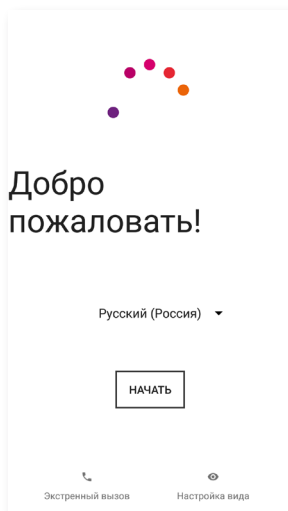 Добро
пожаловать!
Русский (Россия)
НАЧАТЬ
Экстренный вызов
Настройка вида